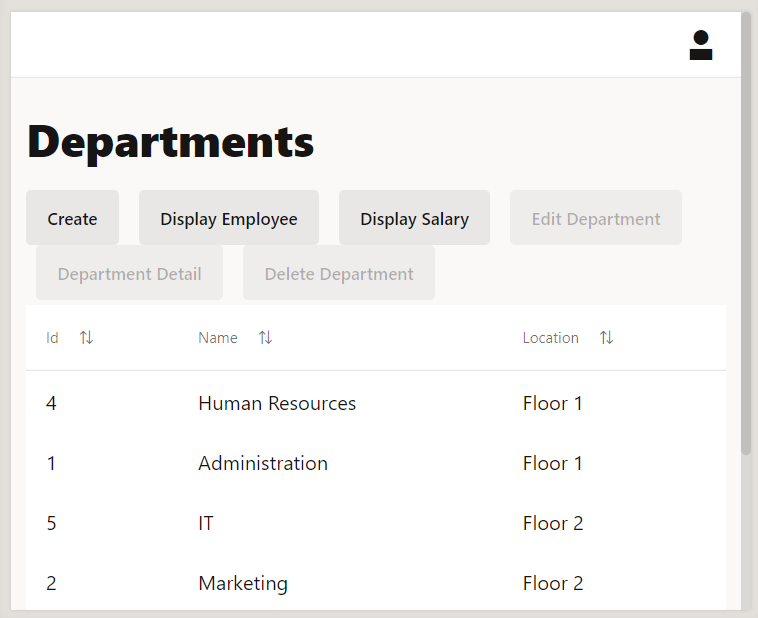 Departments
Create Display Employee Display Salary Edit Department
Department Detail Delete Department
Id Name Location
4 Human Resources Floor 1
1 Administration Floor 1
5 IT Floor 2
2 Marketing Floor 2